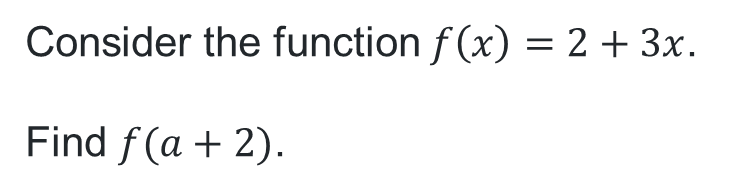 Consider the function f(x) = 2 + 3x.
Find f(a + 2).